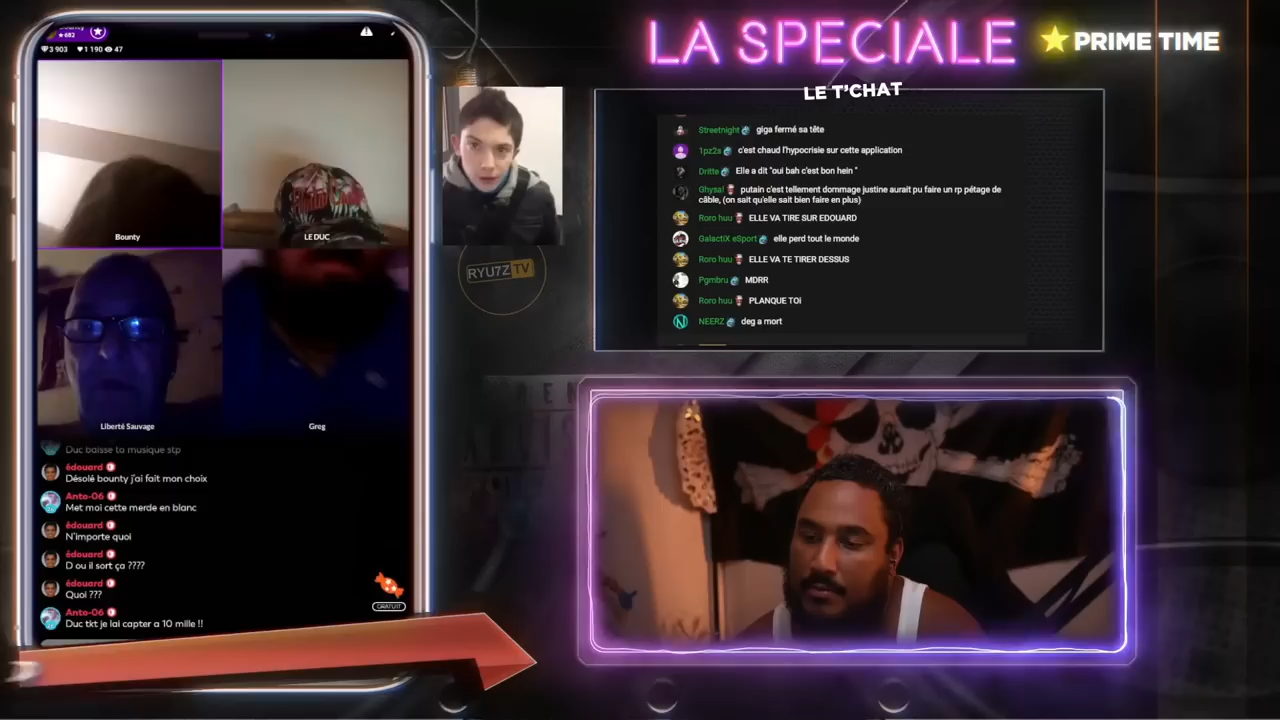 682
3 903 1 190 47
Bounty
LE DUC
Liberté Sauvage
Greg
Duc baisse ta musique stp
édouard
Désolé bounty j'ai fait mon choix
Anto-06
Met moi cette merde en blanc
édouard
N'importe quoi
édouard
D ou il sort ça ????
édouard
Quoi ???
Anto-06
Duc tkt je lai capter a 10 mille !!
GRATUIT
RYU7Z TV
LA SPECIALE
PRIME TIME
LE T'CHAT
Streetnight giga fermé sa tête
1pz2s c'est chaud l'hypocrisie sur cette application
Dritte Elle a dit "oui bah c'est bon hein "
Ghysal putain c'est tellement dommage justine aurait pu faire un rp pétage de
câble, (on sait qu'elle sait bien faire en plus)
Roro huu ELLE VA TIRE SUR EDOUARD
GalactiX eSport elle perd tout le monde
Roro huu ELLE VA TE TIRER DESSUS
Pgmbru MDRR
Roro huu PLANQUE TOi
NEERZ deg a mort